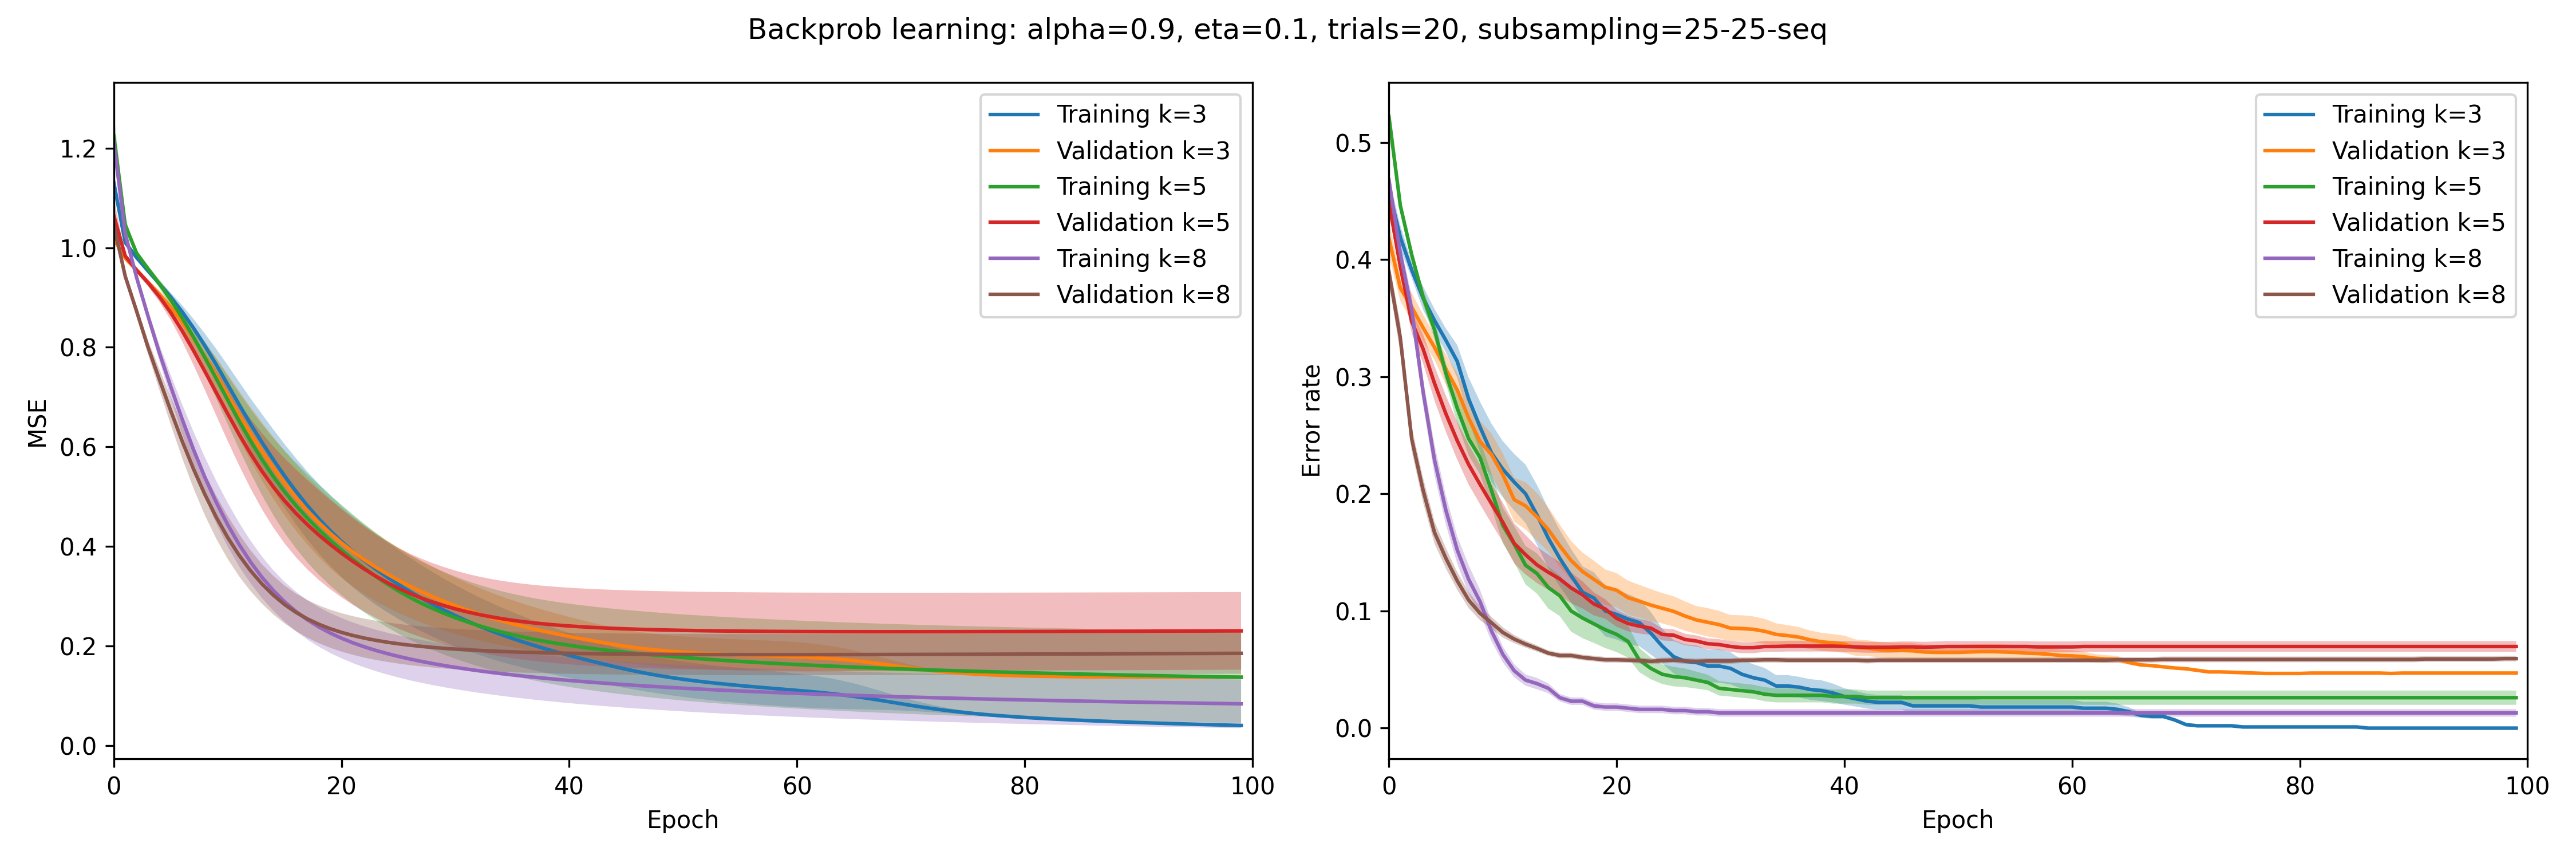 Backprob learning: alpha=0.9, eta=0.1, trials=20, subsampling=25-25-seq
MSE
1.2
1.0
0.8
0.6
0.4
0.2
0.0
0
20
40
60
80
100
Epoch
Training k=3
Validation k=3
Training k=5
Validation k=5
Training k=8
Validation k=8
Error rate
0.5
0.4
0.3
0.2
0.1
0.0
0
20
40
60
80
100
Epoch
Training k=3
Validation k=3
Training k=5
Validation k=5
Training k=8
Validation k=8